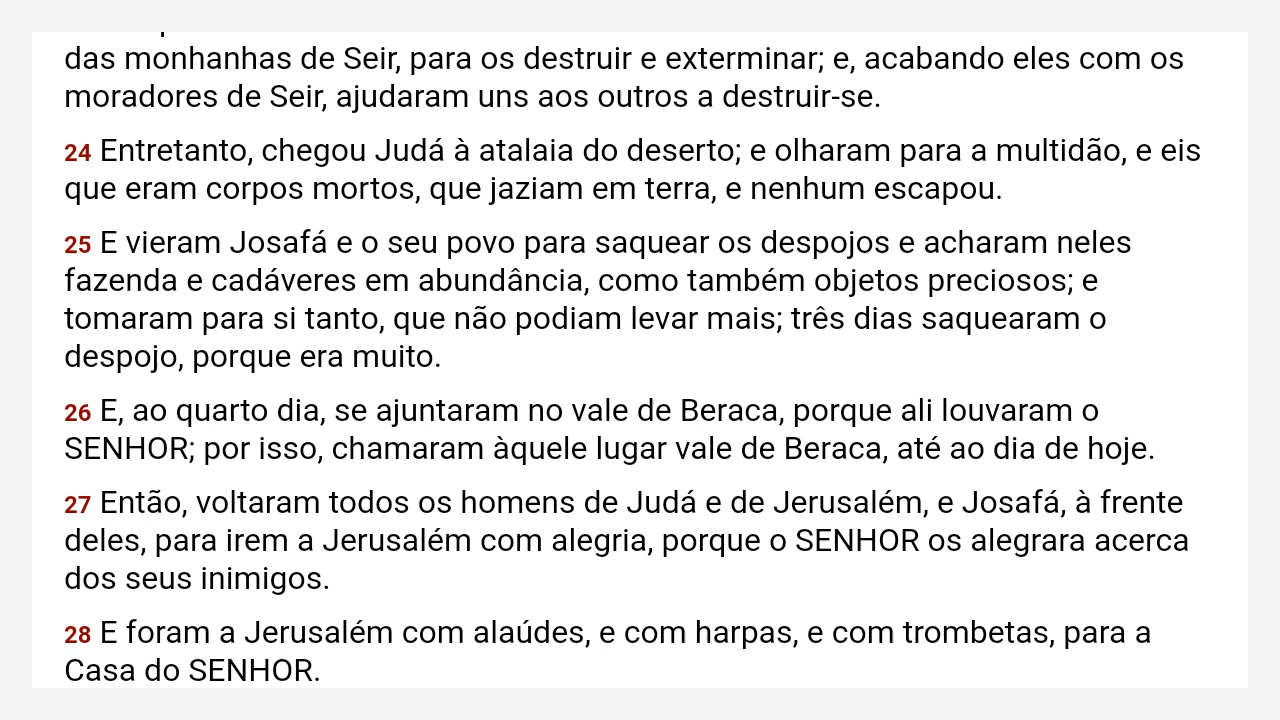 das monhanhas de Seir, para os destruir e exterminar; e, acabando eles com os
moradores de Seir, ajudaram uns aos outros a destruir-se.
24 Entretanto, chegou Judá à atalaia do deserto; e olharam para a multidão, e eis
que eram corpos mortos, que jaziam em terra, e nenhum escapou.
25 E vieram Josafá e o seu povo para saquear os despojos e acharam neles
fazenda e cadáveres em abundância, como também objetos preciosos; e
tomaram para si tanto, que não podiam levar mais; três dias saquearam o
despojo, porque era muito.
26 E, ao quarto dia, se ajuntaram no vale de Beraca, porque ali louvaram o
SENHOR; por isso, chamaram àquele lugar vale de Beraca, até ao dia de hoje.
27 Então, voltaram todos os homens de Judá e de Jerusalém, e Josafá, à frente
deles, para irem a Jerusalém com alegria, porque o SENHOR os alegrara acerca
dos seus inimigos.
28 E foram a Jerusalém com alaúdes, e com harpas, e com trombetas, para a
Casa do SENHOR.